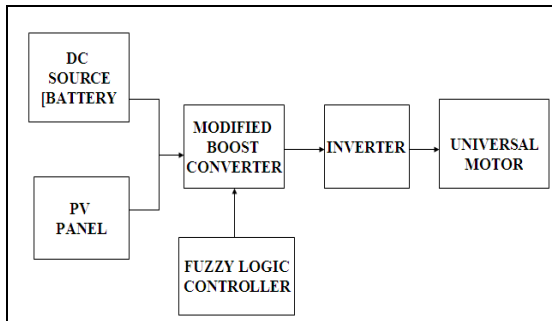 DC
SOURCE
[BATTERY
PV
PANEL
MODIFIED
BOOST
CONVERTER
FUZZY LOGIC
CONTROLLER
INVERTER
UNIVERSAL
MOTOR